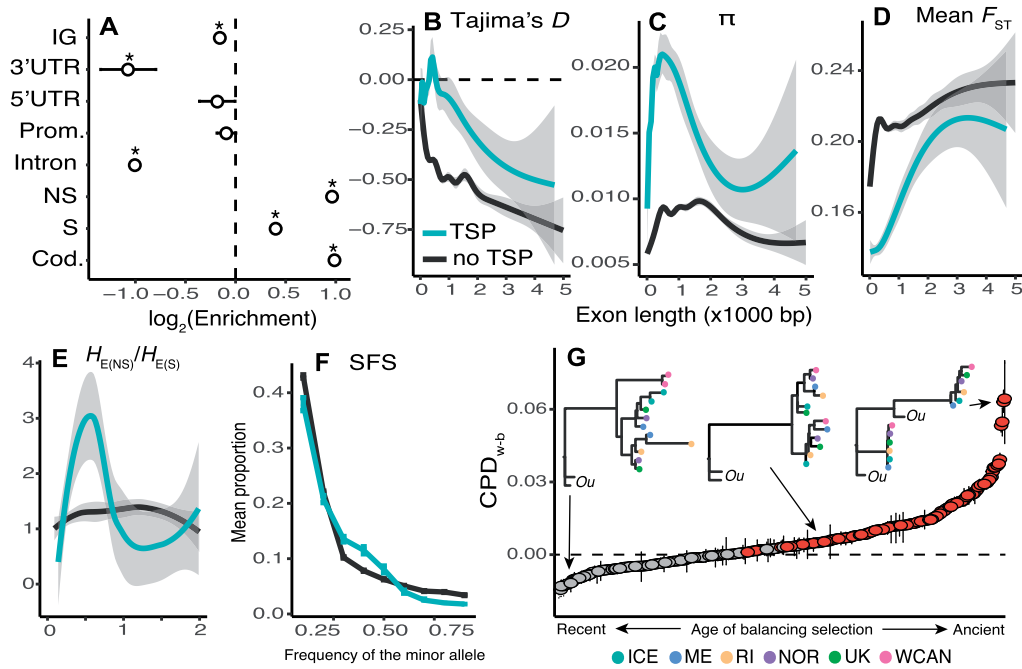 A
IG
3'UTR
5'UTR
Prom.
Intron
NS
S
Cod.
* * * * * *
−1.0 −0.5 0.0 0.5 1.0
log2(Enrichment)
B Tajima's D
0.25
0.00
−0.25
−0.50
−0.75
TSP
no TSP
0 1 2 3 4 5
C π
0.020
0.015
0.010
0.005
0 1 2 3 4 5
Exon length (x1000 bp)
D Mean FST
0.24
0.20
0.16
0 1 2 3 4 5
E HE(NS)/HE(S)
4
3
2
1
0
0 1 2
F SFS
Mean proportion
0.4
0.3
0.2
0.1
0.0
0.25 0.50 0.75
Frequency of the minor allele
G
CPDw-b
0.06
0.03
0.00
Ou
Ou
Ou
Ou
Recent Age of balancing selection Ancient
ICE ME RI NOR UK WCAN